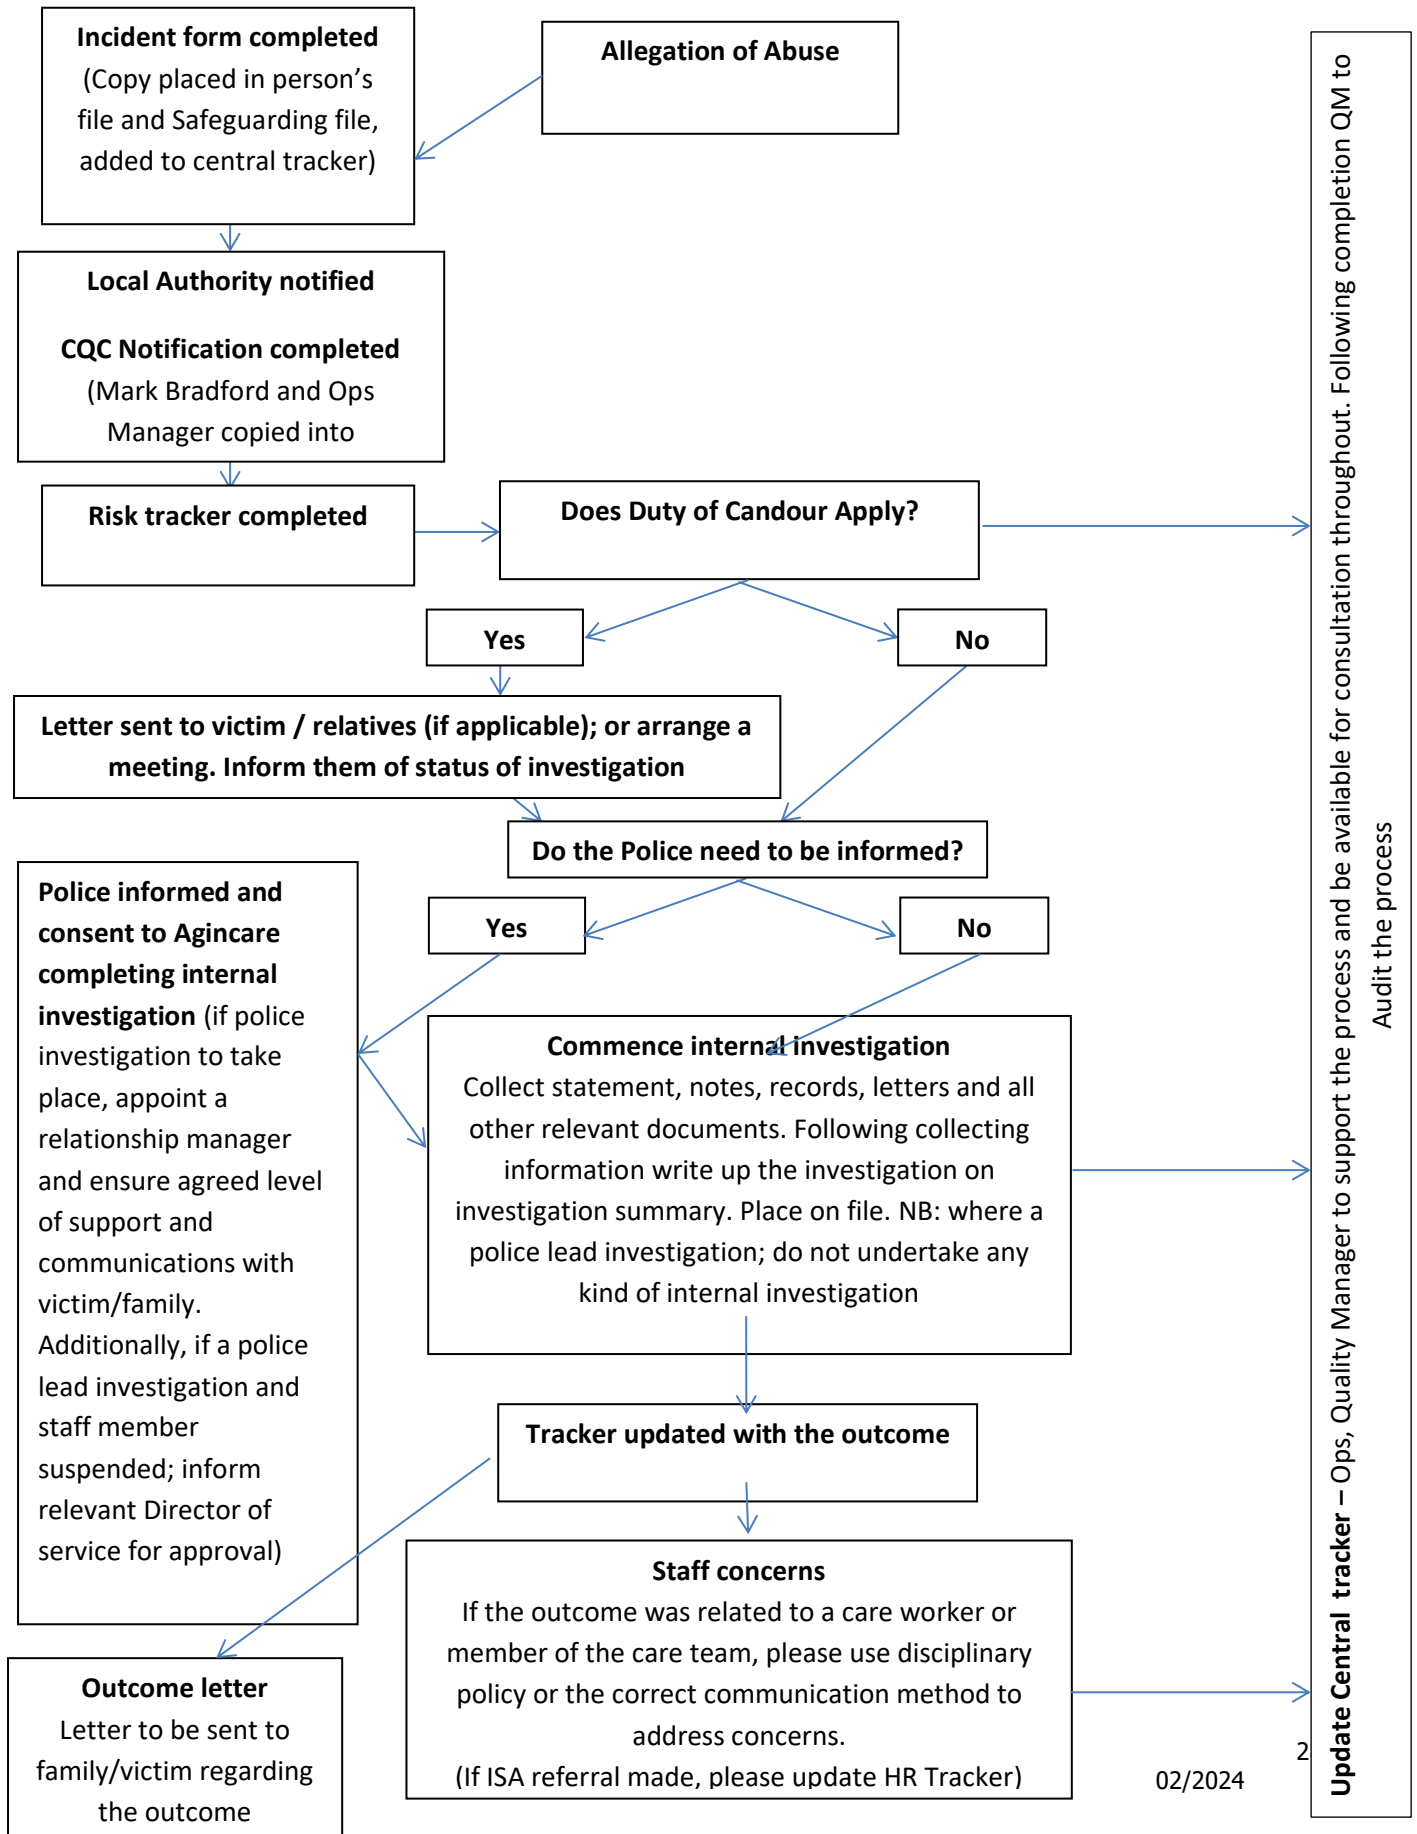 Incident form completed
(Copy placed in person’s
file and Safeguarding file,
added to central tracker)
Allegation of Abuse
Local Authority notified
CQC Notification completed
(Mark Bradford and Ops
Manager copied into
Risk tracker completed
Does Duty of Candour Apply?
Yes
No
Letter sent to victim / relatives (if applicable); or arrange a
meeting. Inform them of status of investigation
Do the Police need to be informed?
Yes
No
Police informed and
consent to Agincare
completing internal
investigation (if police
investigation to take
place, appoint a
relationship manager
and ensure agreed level
of support and
communications with
victim/family.
Additionally, if a police
lead investigation and
staff member
suspended; inform
relevant Director of
service for approval)
Commence internal investigation
Collect statement, notes, records, letters and all
other relevant documents. Following collecting
information write up the investigation on
investigation summary. Place on file. NB: where a
police lead investigation; do not undertake any
kind of internal investigation
Tracker updated with the outcome
Staff concerns
If the outcome was related to a care worker or
member of the care team, please use disciplinary
policy or the correct communication method to
address concerns.
(If ISA referral made, please update HR Tracker)
Outcome letter
Letter to be sent to
family/victim regarding
the outcome
Update Central tracker – Ops, Quality Manager to support the process and be available for consultation throughout. Following completion QM to
Audit the process
2
02/2024